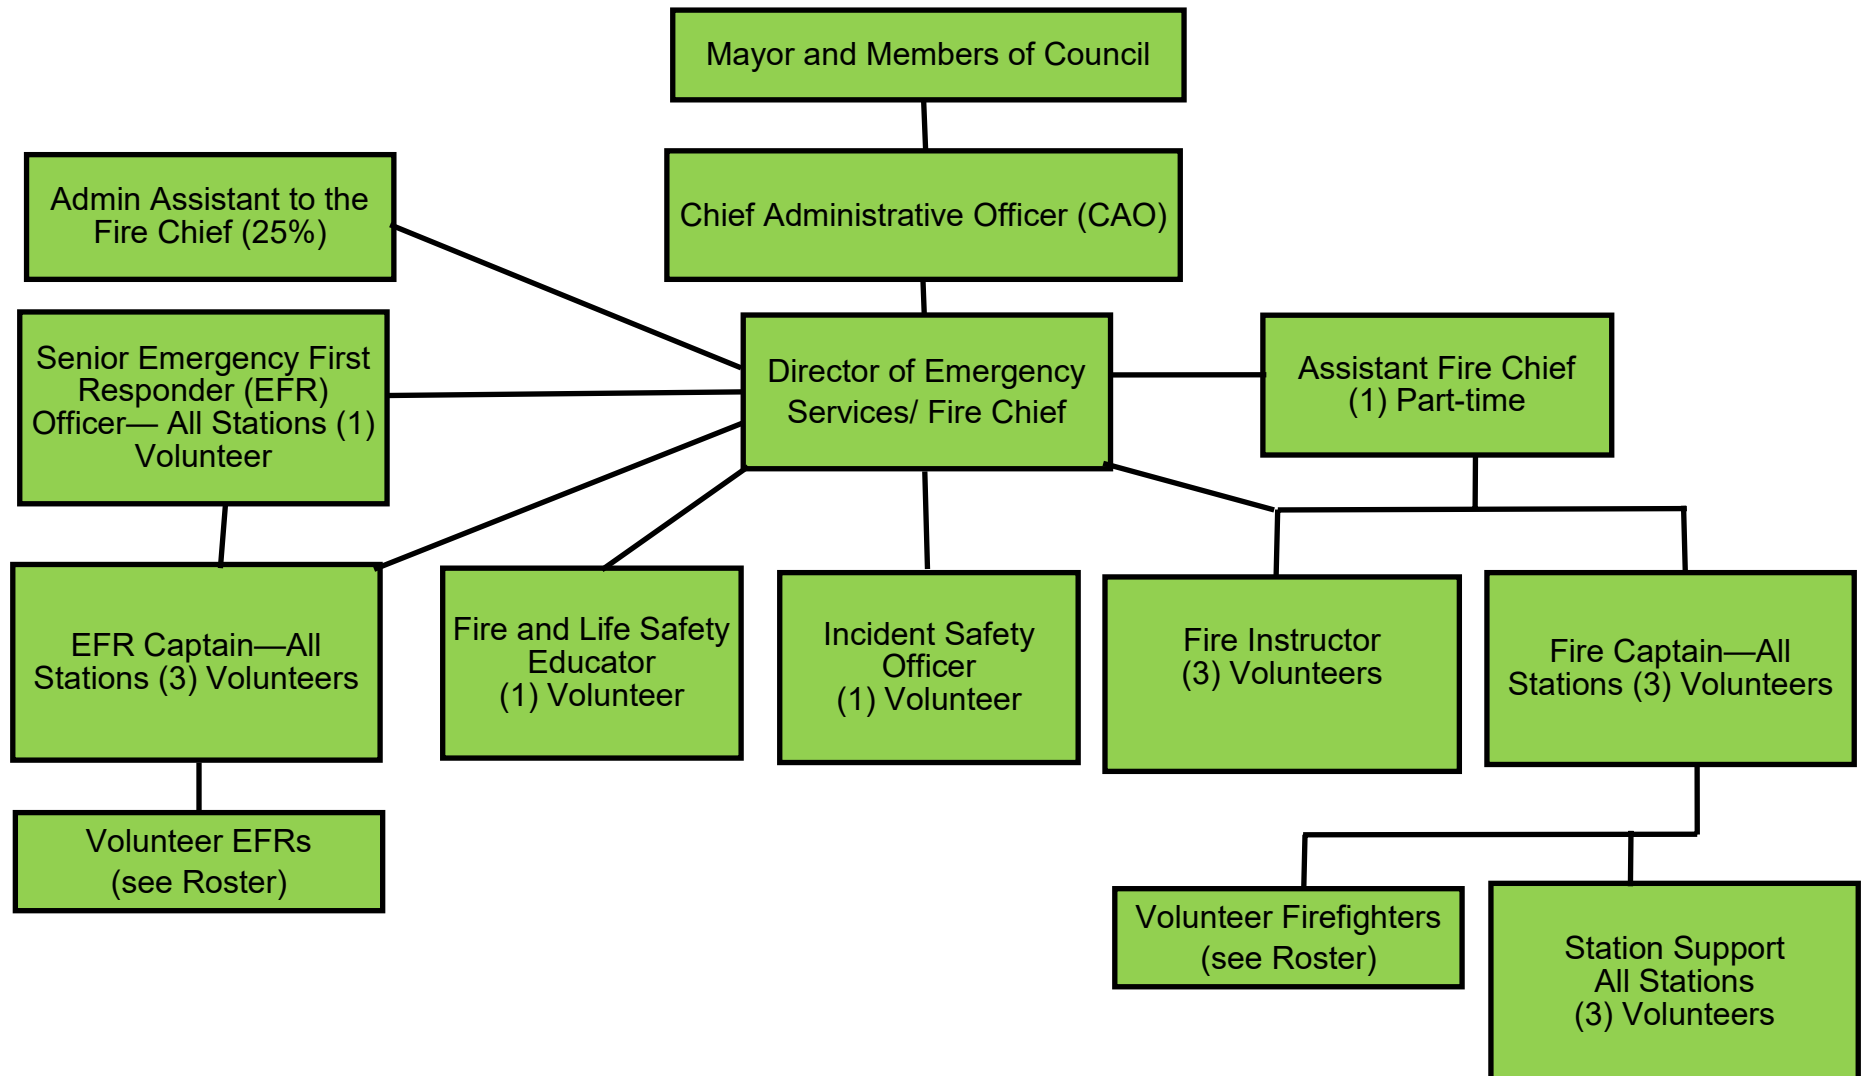 Mayor and Members of Council
Admin Assistant to the
Fire Chief (25%)
Chief Administrative Officer (CAO)
Senior Emergency First
Responder (EFR)
Officer— All Stations (1)
Volunteer
Director of Emergency
Services/ Fire Chief
Assistant Fire Chief
(1) Part-time
EFR Captain—All
Stations (3) Volunteers
Fire and Life Safety
Educator
(1) Volunteer
Incident Safety
Officer
(1) Volunteer
Fire Instructor
(3) Volunteers
Fire Captain—All
Stations (3) Volunteers
Volunteer EFRs
(see Roster)
Volunteer Firefighters
(see Roster)
Station Support
All Stations
(3) Volunteers